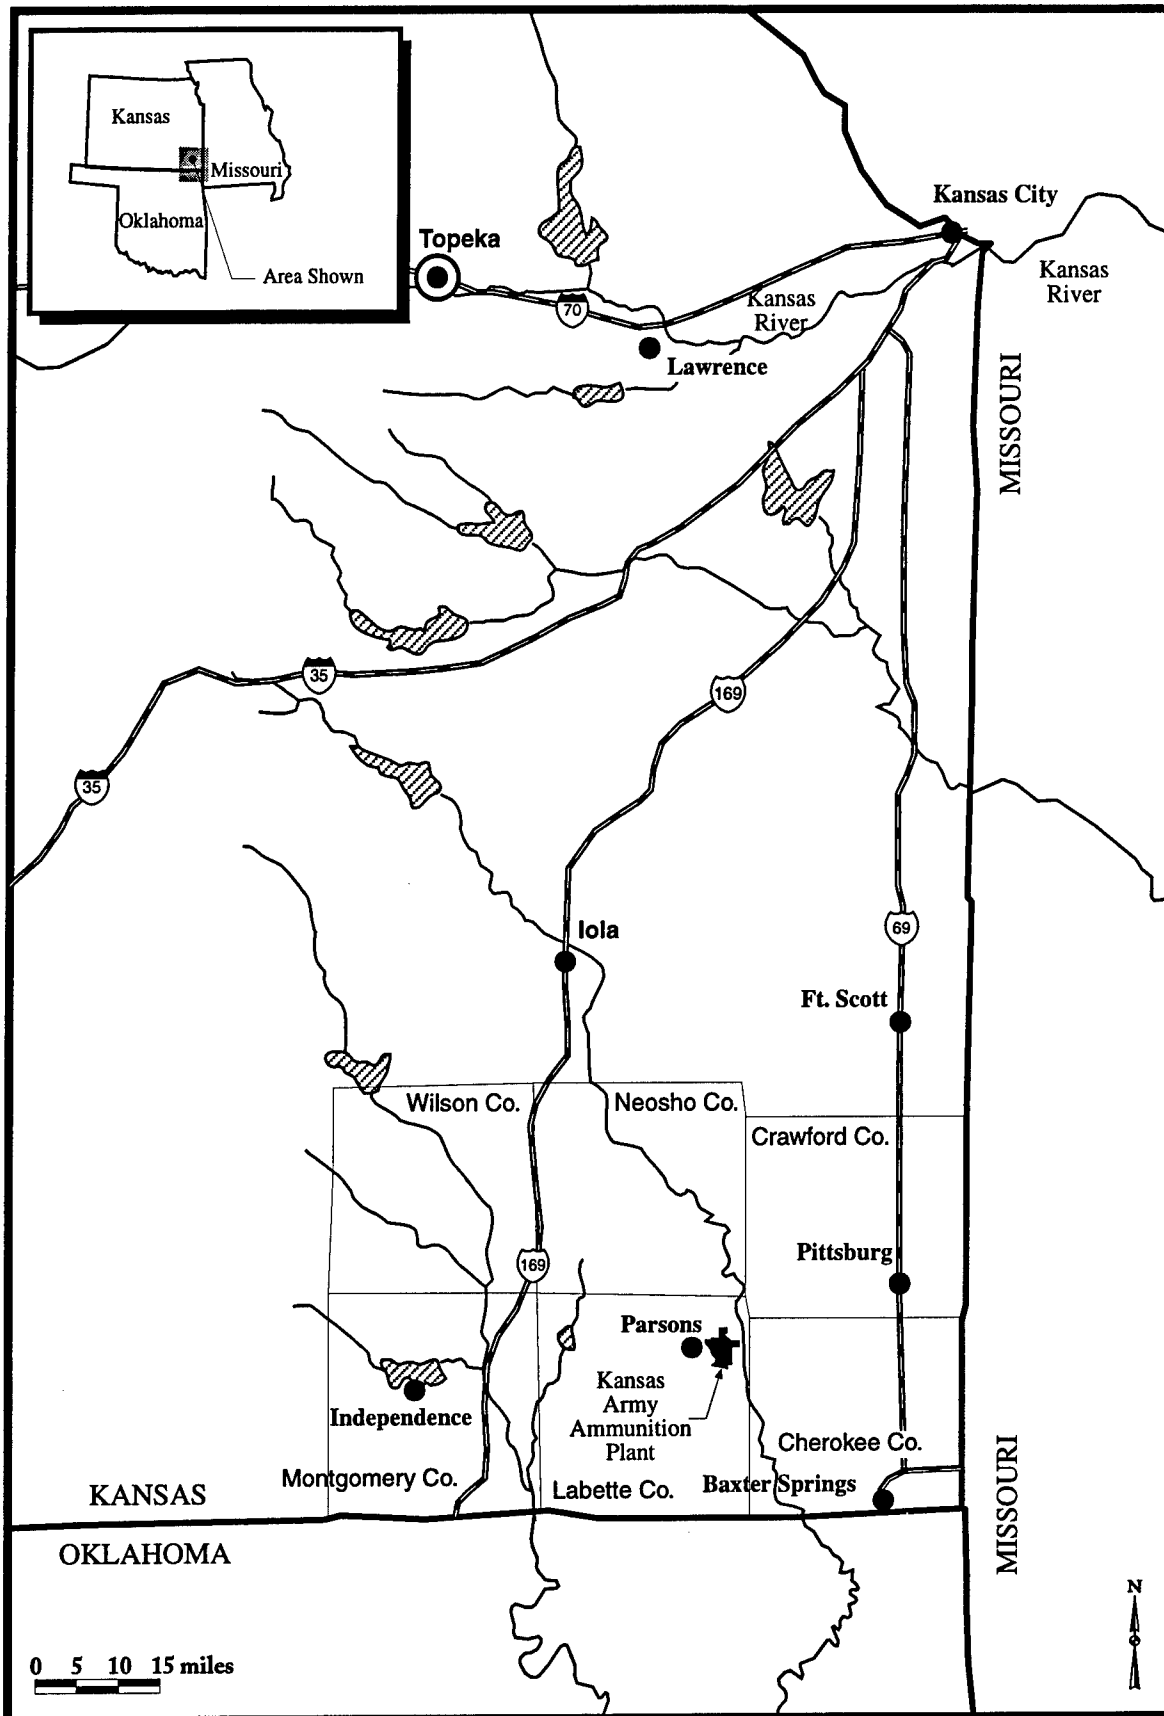 Kansas
Missouri
Oklahoma
Area Shown
Kansas City
Topeka
Kansas
River
70
Kansas
River
Lawrence
MISSOURI
35
169
35
Iola
69
Ft. Scott
Wilson Co.
Neosho Co.
Crawford Co.
Pittsburg
169
Parsons
Kansas
Army
Ammunition
Plant
Independence
Cherokee Co.
Montgomery Co.
Labette Co.
Baxter Springs
KANSAS
OKLAHOMA
MISSOURI
N
0 5 10 15 miles